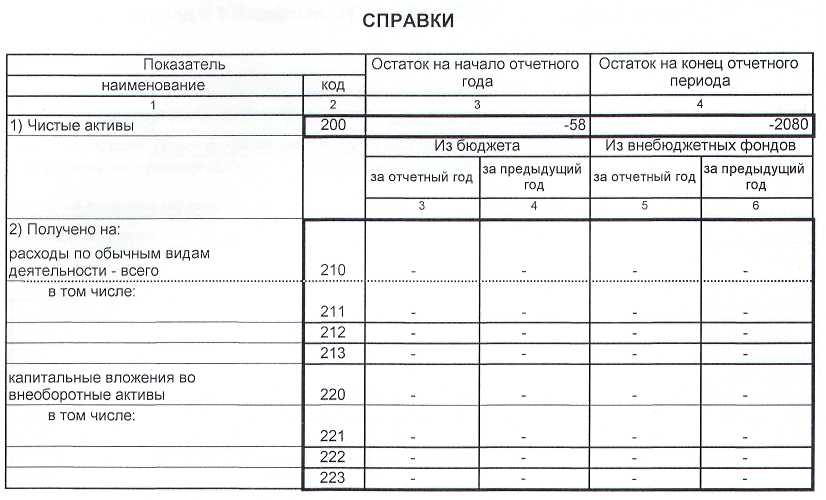 СПРАВКИ
Показатель Остаток на начало отчетного года Остаток на конец отчетного периода
наименование код
1 2 3 4
1) Чистые активы 200 -58 -2080
Из бюджета Из внебюджетных фондов
за отчетный год за предыдущий год за отчетный год за предыдущий год
3 4 5 6
2) Получено на:
расходы по обычным видам
деятельности - всего 210 - - - -
в том числе:
211 - - - -
212 - - - -
213 - - - -
капитальные вложения во
внеоборотные активы 220 - - - -
в том числе:
221 - - - -
222 - - - -
223 - - - -